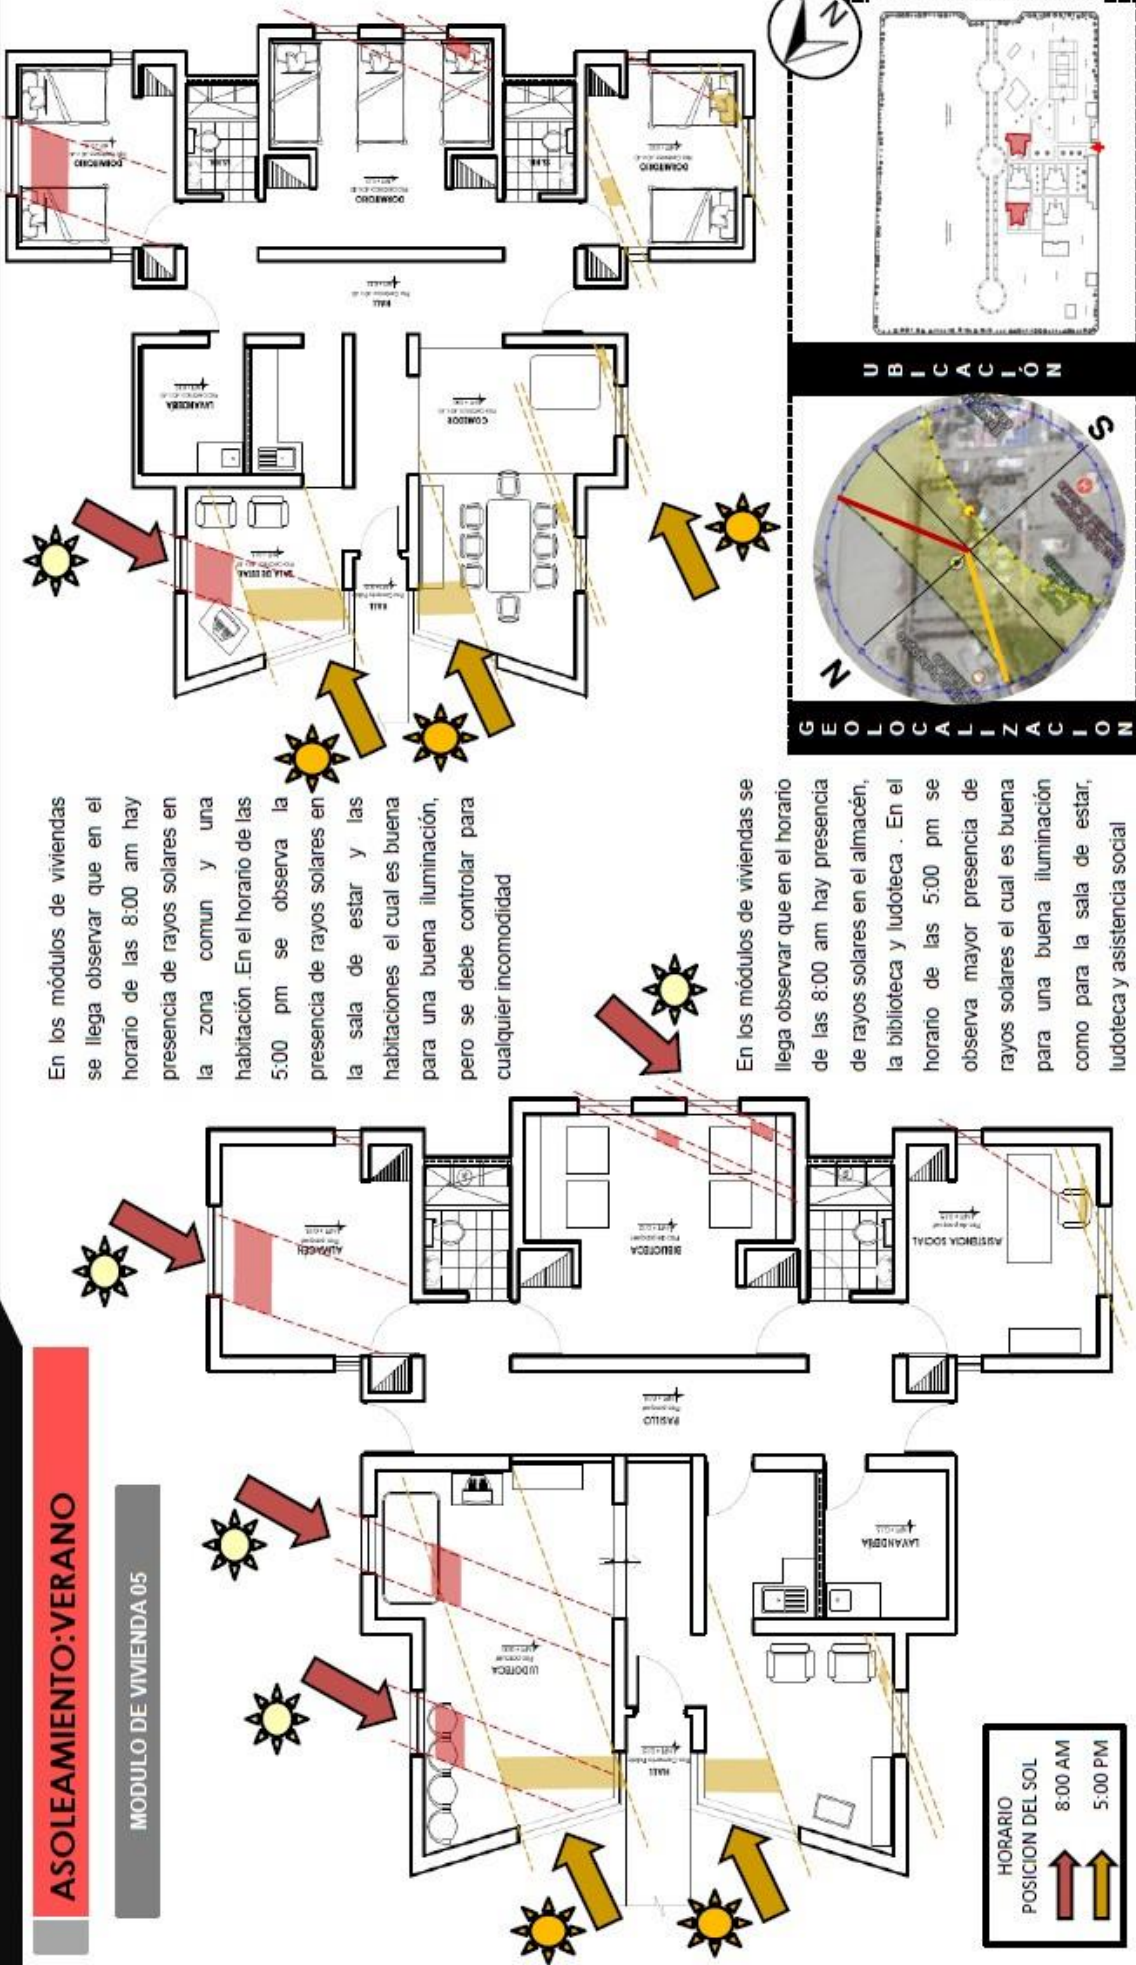 ASOLEAMIENTO:VERANO
MODULO DE VIVIENDA 05
En los módulos de viviendas
se llega observar que en el
horario de las 8:00 am hay
presencia de rayos solares en
la zona comun y una
habitación .En el horario de las
5:00 pm se observa la
presencia de rayos solares en
la sala de estar y las
habitaciones el cual es buena
para una buena iluminación,
pero se debe controlar para
cualquier incomodidad
En los módulos de viviendas se
llega observar que en el horario
de las 8:00 am hay presencia
de rayos solares en el almacén,
la biblioteca y ludoteca . En el
horario de las 5:00 pm se
observa mayor presencia de
rayos solares el cual es buena
para una buena iluminación
como para la sala de estar,
ludoteca y asistencia social
LUDOTECA
HALL
LAVANDERÍA
PASILLO
ALMACÉN
BIBLIOTECA
ASISTENCIA SOCIAL
SALA DE ESTAR
HALL
COMEDOR
LAVANDERÍA
HALL
DORMITORIO
DORMITORIO
DORMITORIO
S.S.H.H.
S.S.H.H.
HORARIO
POSICION DEL SOL
8:00 AM
5:00 PM
GEOLOCALIZACION
N
S
UBICACIÓN
N